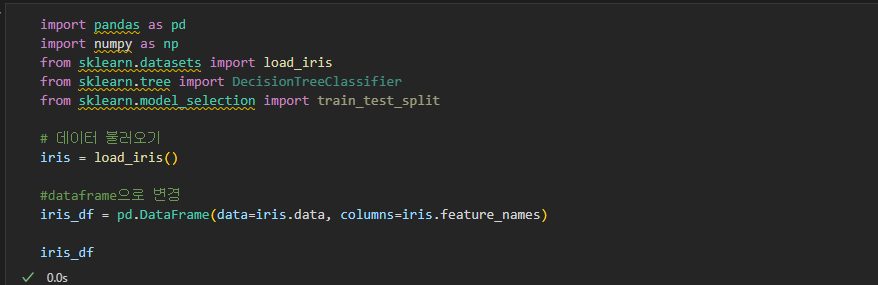 import pandas as pd
import numpy as np
from sklearn.datasets import load_iris
from sklearn.tree import DecisionTreeClassifier
from sklearn.model_selection import train_test_split
# 데이터 불러오기
iris = load_iris()
#dataframe으로 변경
iris_df = pd.DataFrame(data=iris.data, columns=iris.feature_names)
iris_df
0.0s